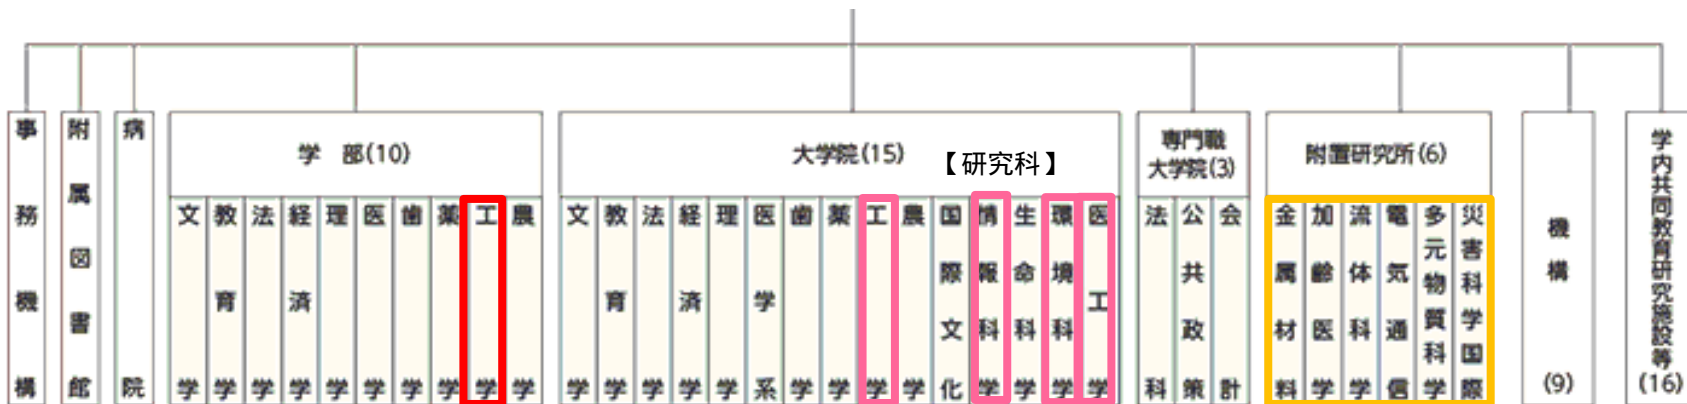 事務機構
附属図書館
病院
学 部(10)
文学
教育学
法学
経済学
理学
医学
歯学
薬学
工学
農学
大学院(15)
【研究科】
文学
教育学
法学
経済学
理学
医学系
歯学
薬学
工学
農学
国際文化
情報科学
生命科学
環境科学
医工学
専門職
大学院(3)
法科
公共政策
会計
附置研究所(6)
金属材料
加齢医学
流体科学
電気通信
多元物質科学
災害科学国際
機構
(9)
学内共同教育研究施設等
(16)